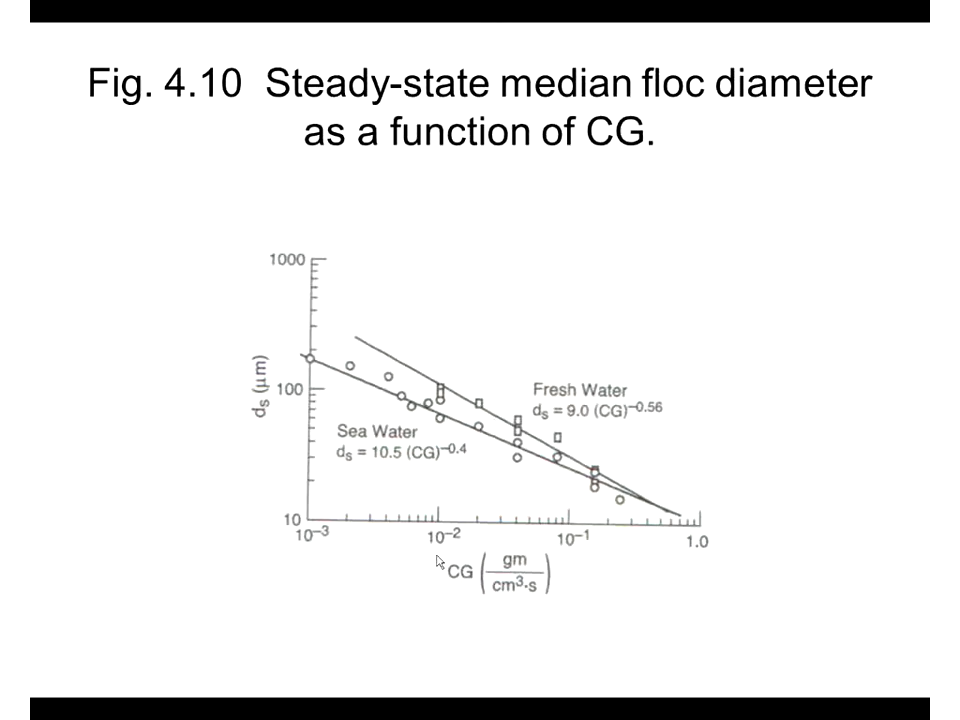 Fig. 4.10 Steady-state median floc diameter
as a function of CG.
1000
100
10
dₛ (μm)
Fresh Water
dₛ = 9.0 (CG)⁻⁰·⁵⁶
Sea Water
dₛ = 10.5 (CG)⁻⁰·⁴
10⁻³
10⁻²
10⁻¹
1.0
CG (gm / cm³·s)